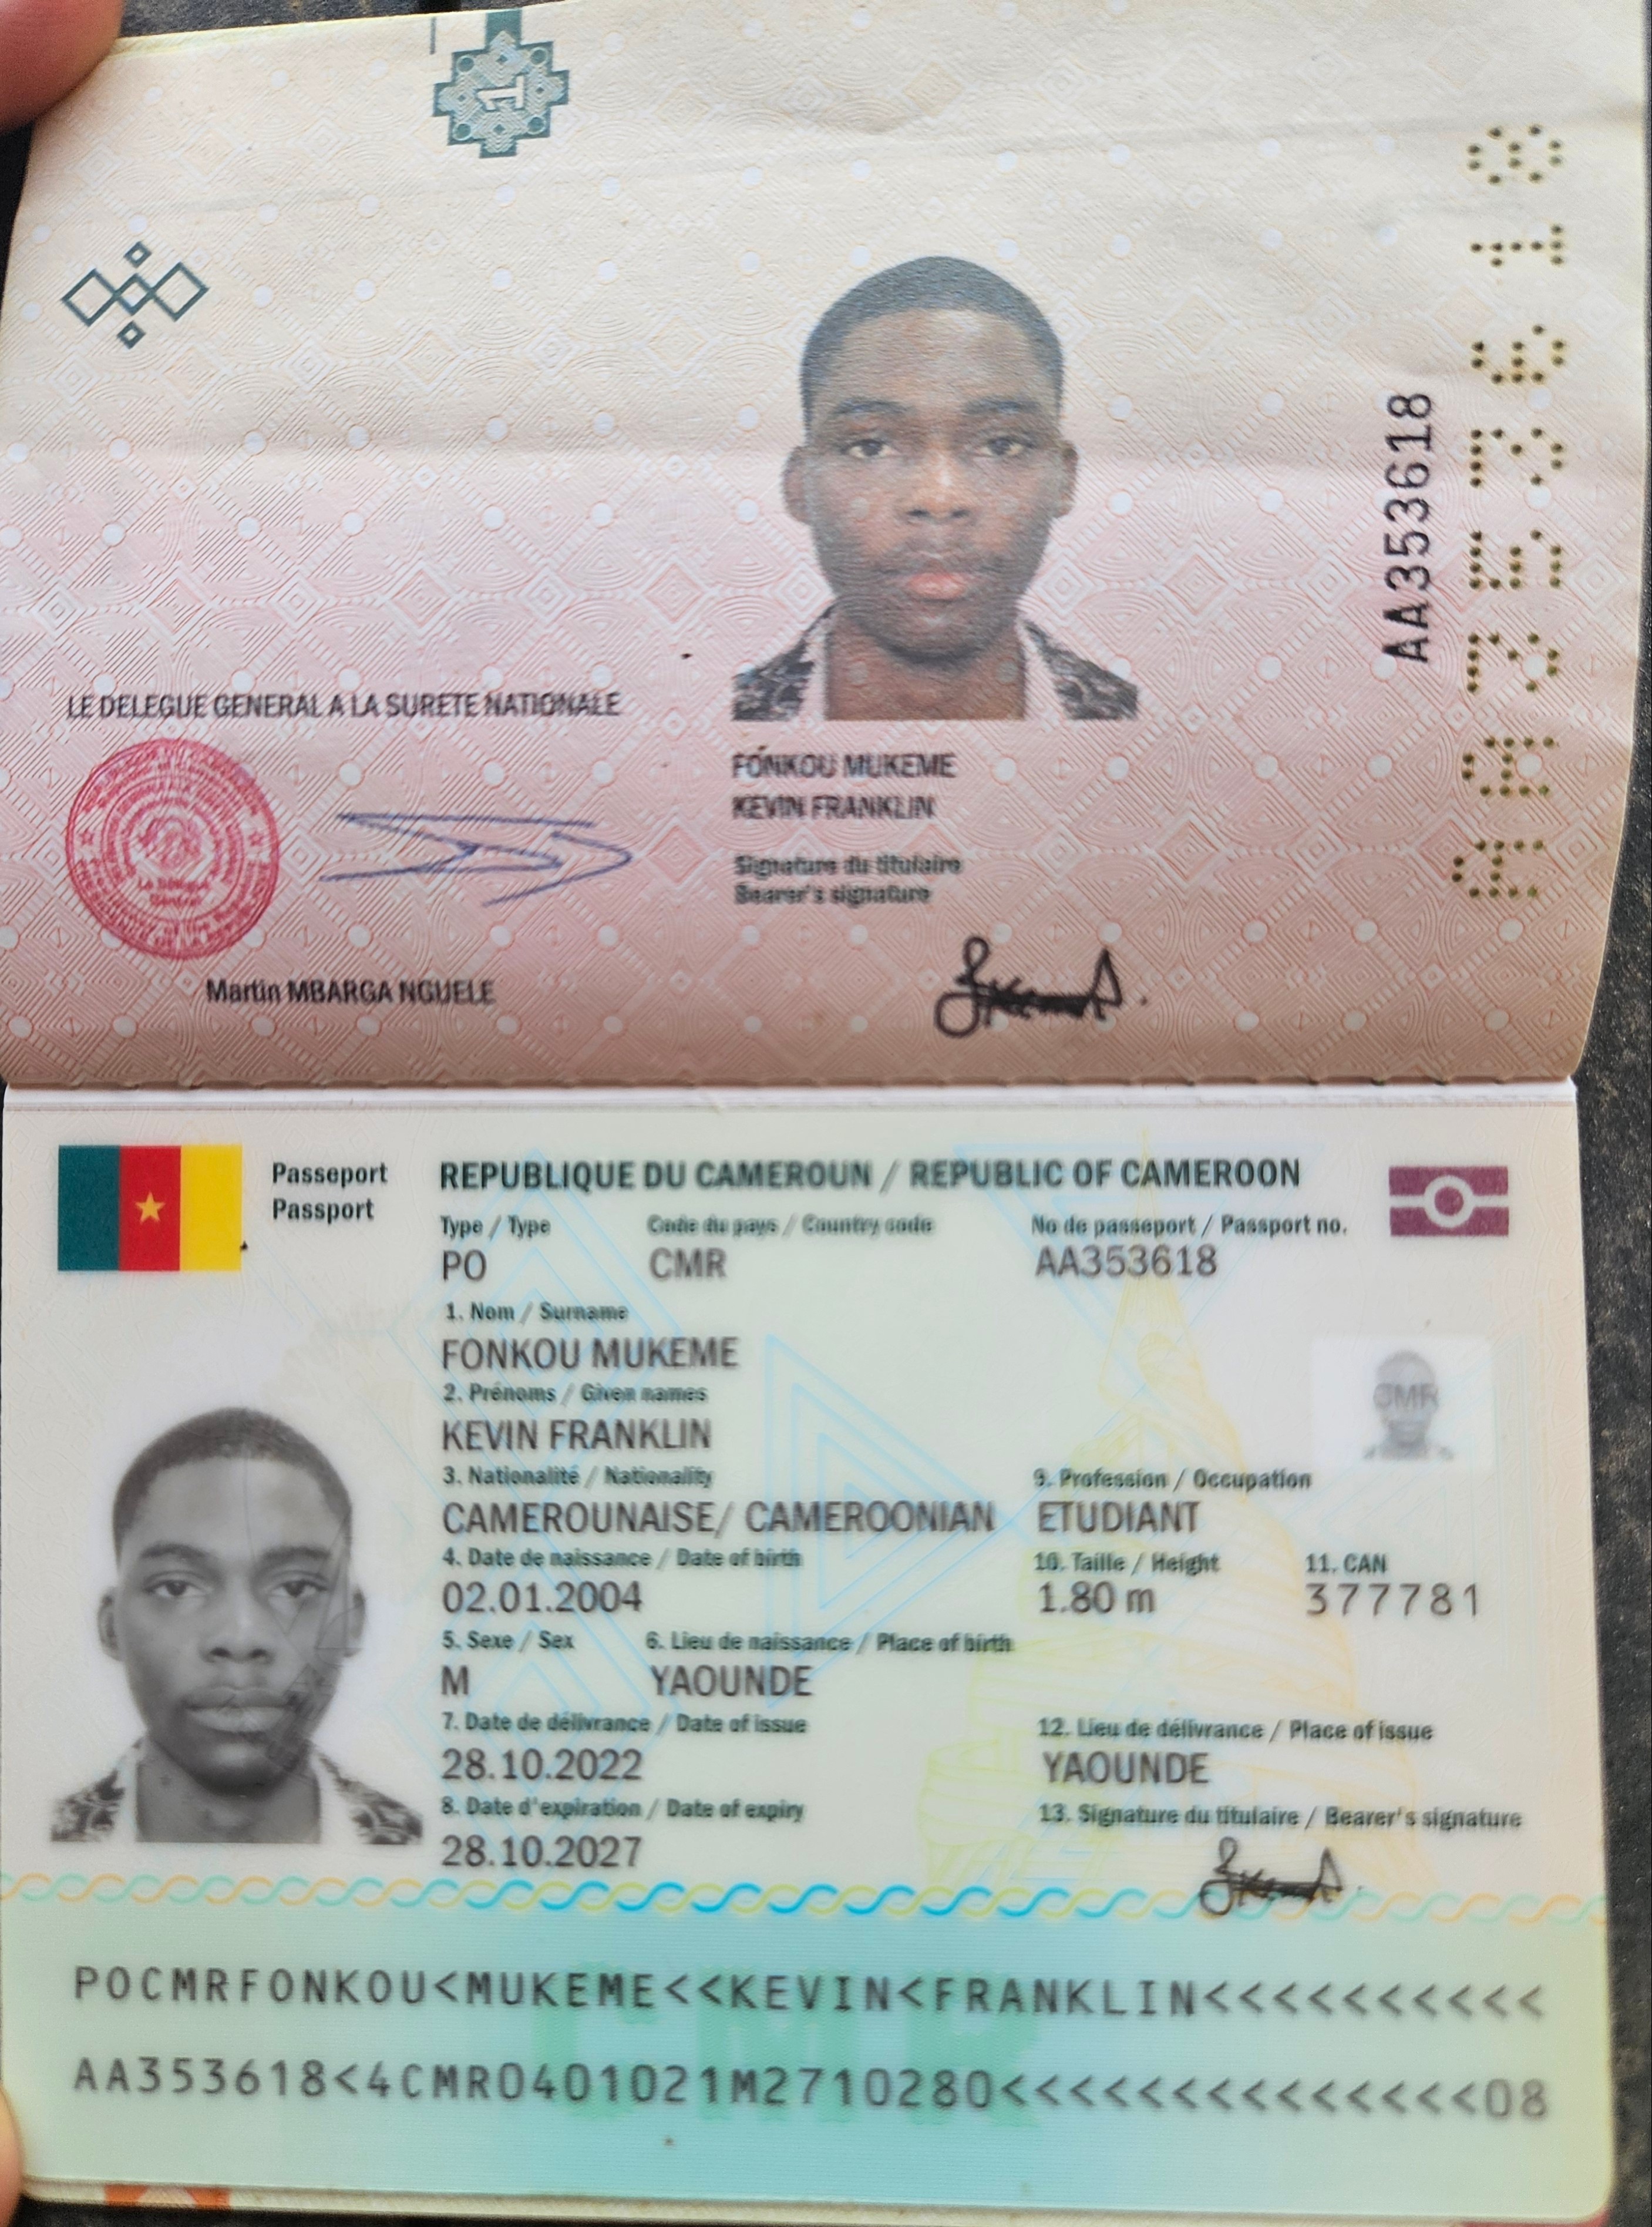 1
AA353618
AA353618
LE DELEGUE GENERAL A LA SURETE NATIONALE
FONKOU MUKEME
KEVIN FRANKLIN
Signature du titulaire
Bearer's signature
Le Délégué
Général
Martin MBARGA NGUELE
Passeport
Passport
REPUBLIQUE DU CAMEROUN / REPUBLIC OF CAMEROON
Type / Type Code du pays / Country code No de passeport / Passport no.
PO CMR AA353618
1. Nom / Surname
FONKOU MUKEME
2. Prénoms / Given names
KEVIN FRANKLIN
CMR
3. Nationalité / Nationality 9. Profession / Occupation
CAMEROUNAISE/ CAMEROONIAN ETUDIANT
4. Date de naissance / Date of birth 10. Taille / Height 11. CAN
02.01.2004 1.80 m 377781
5. Sexe / Sex 6. Lieu de naissance / Place of birth
M YAOUNDE
7. Date de délivrance / Date of issue 12. Lieu de délivrance / Place of issue
28.10.2022 YAOUNDE
8. Date d'expiration / Date of expiry 13. Signature du titulaire / Bearer's signature
28.10.2027
POCMRFONKOU<MUKEME<<KEVIN<FRANKLIN<<<<<<<<<<
AA353618<4CMR0401021M2710280<<<<<<<<<<<<<<08
CMR